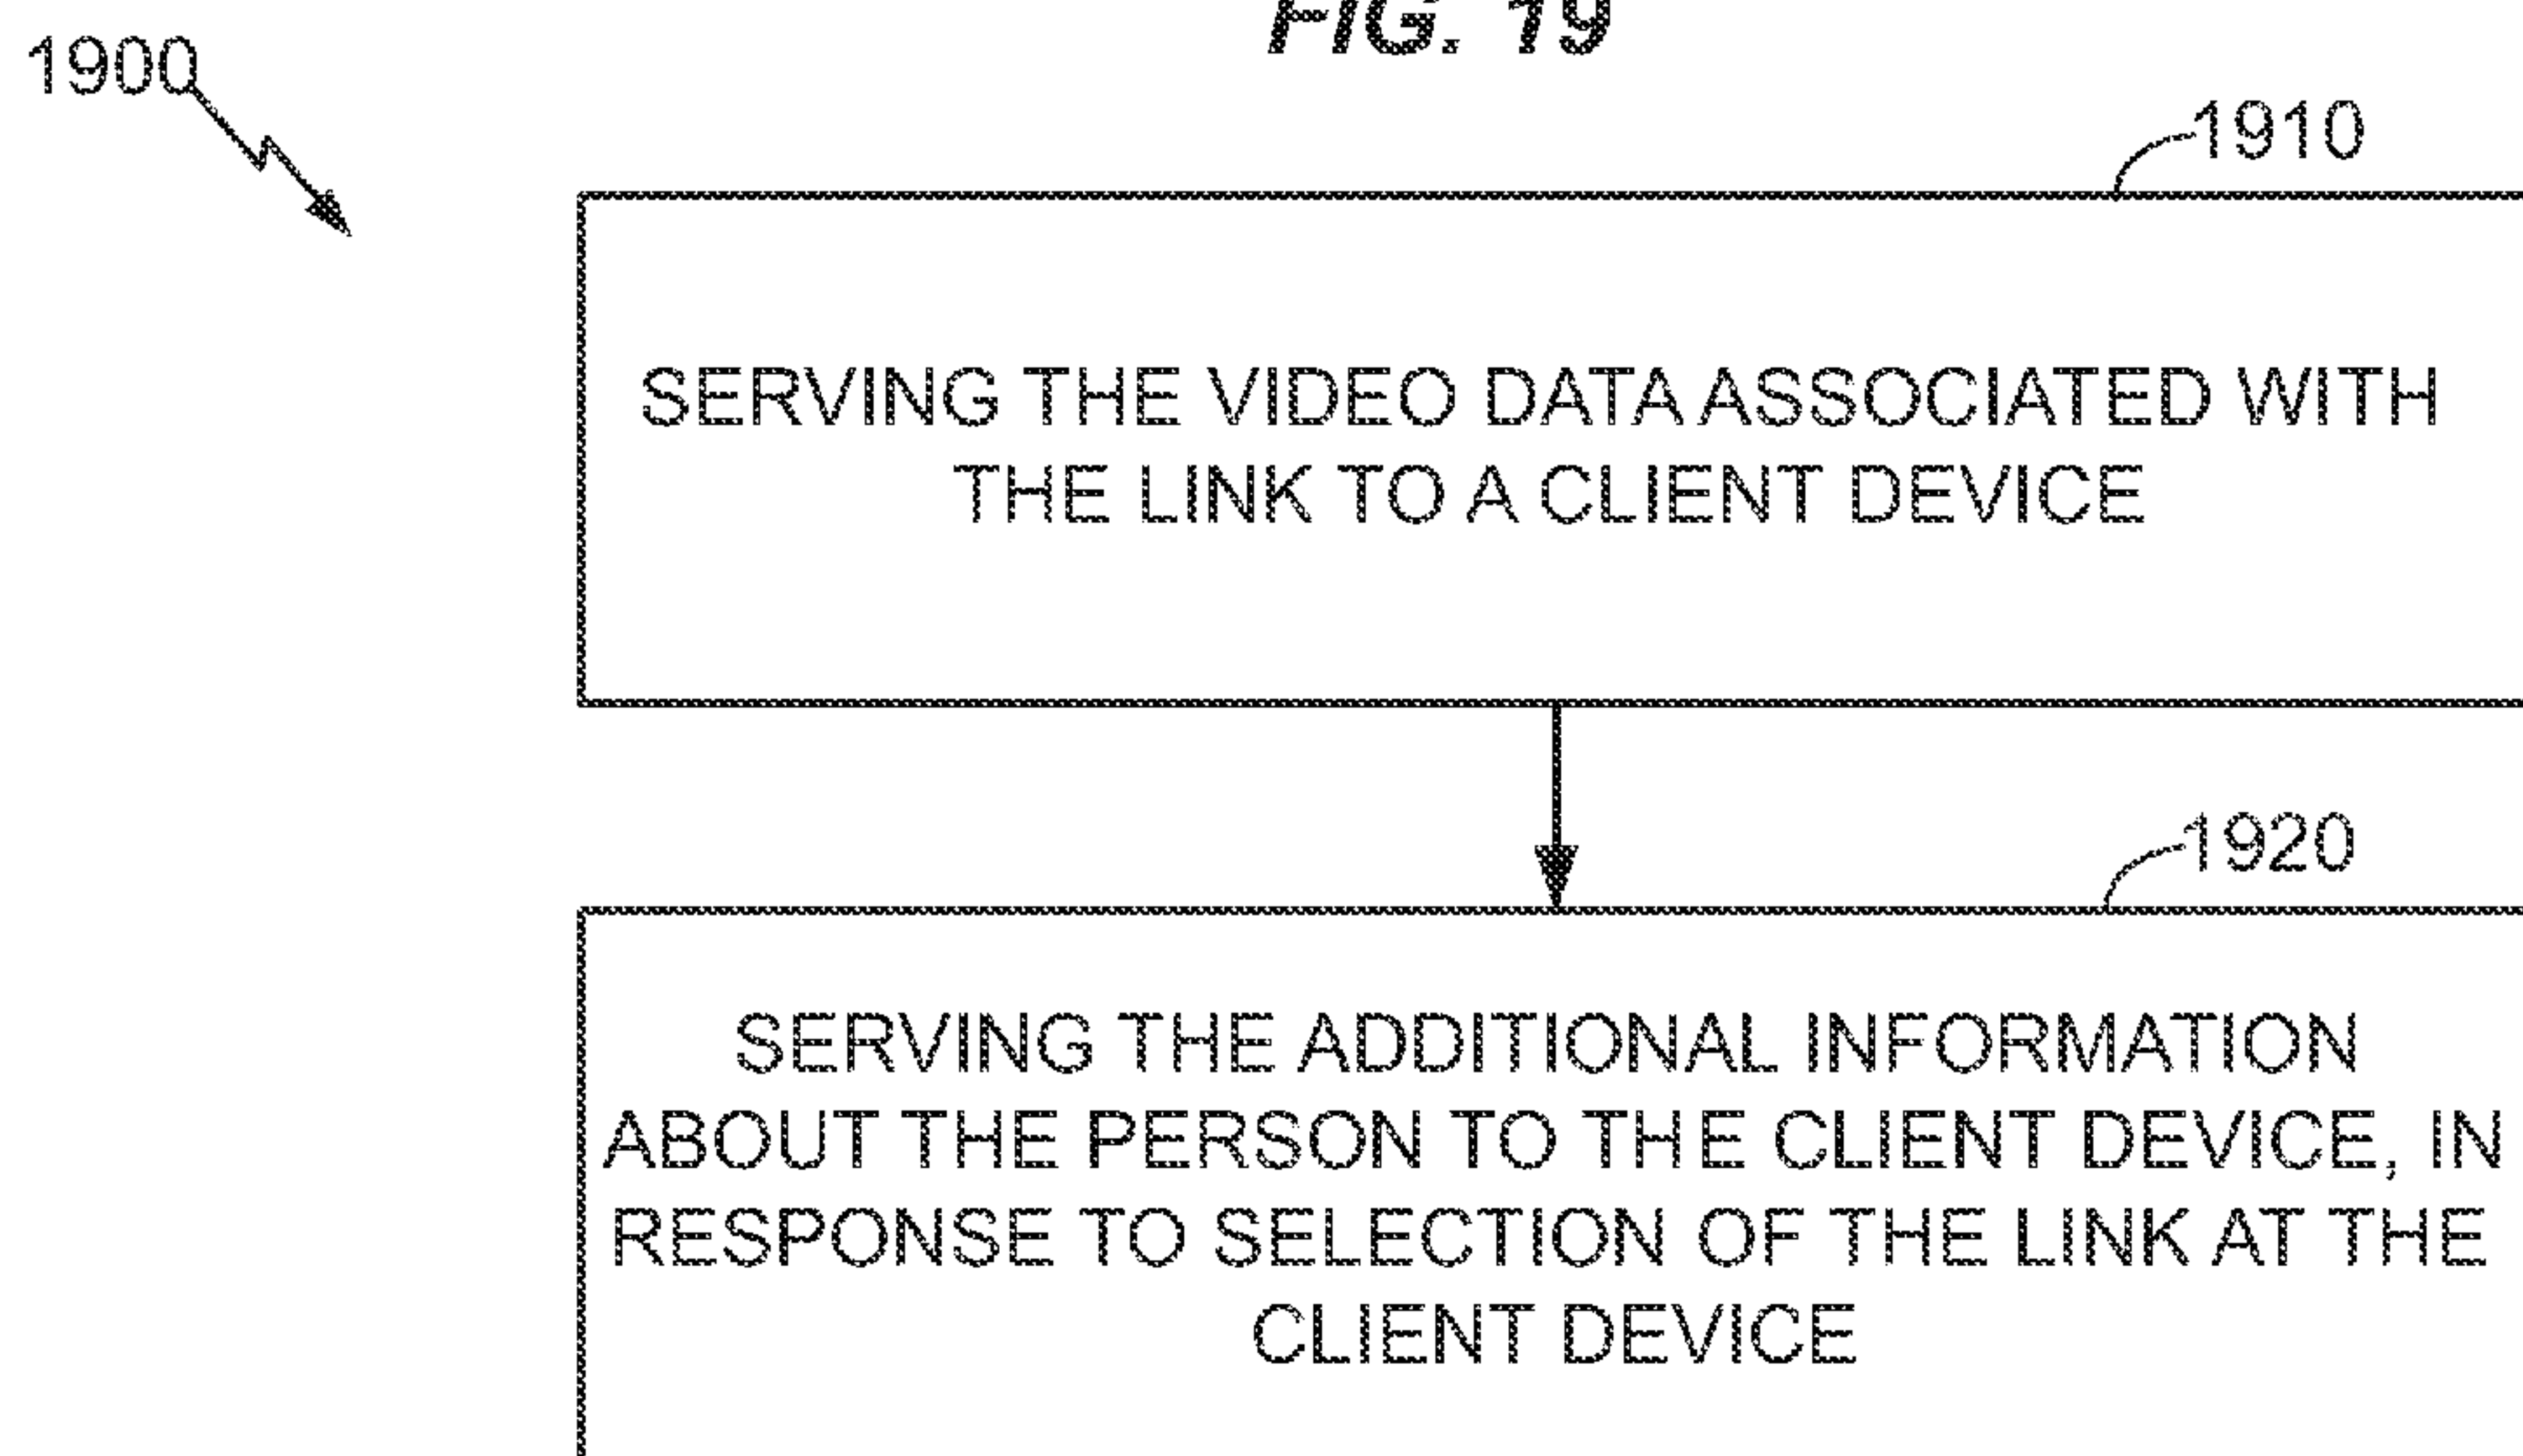 FIG. 19
1900
1910
SERVING THE VIDEO DATA ASSOCIATED WITH
THE LINK TO A CLIENT DEVICE
1920
SERVING THE ADDITIONAL INFORMATION
ABOUT THE PERSON TO THE CLIENT DEVICE, IN
RESPONSE TO SELECTION OF THE LINK AT THE
CLIENT DEVICE